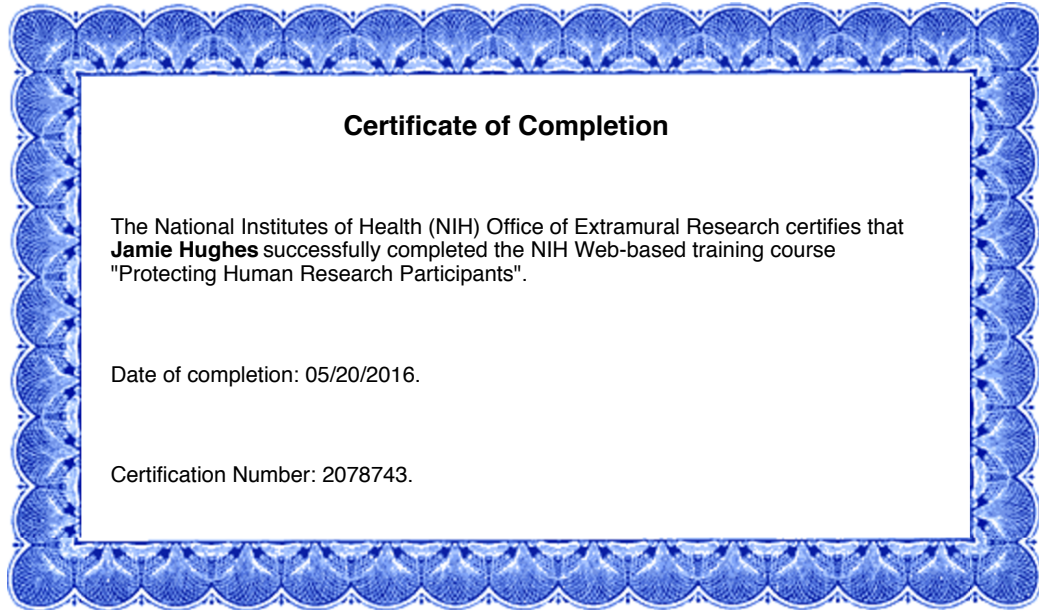 Certificate of Completion
The National Institutes of Health (NIH) Office of Extramural Research certifies that
Jamie Hughes successfully completed the NIH Web-based training course
"Protecting Human Research Participants".
Date of completion: 05/20/2016.
Certification Number: 2078743.